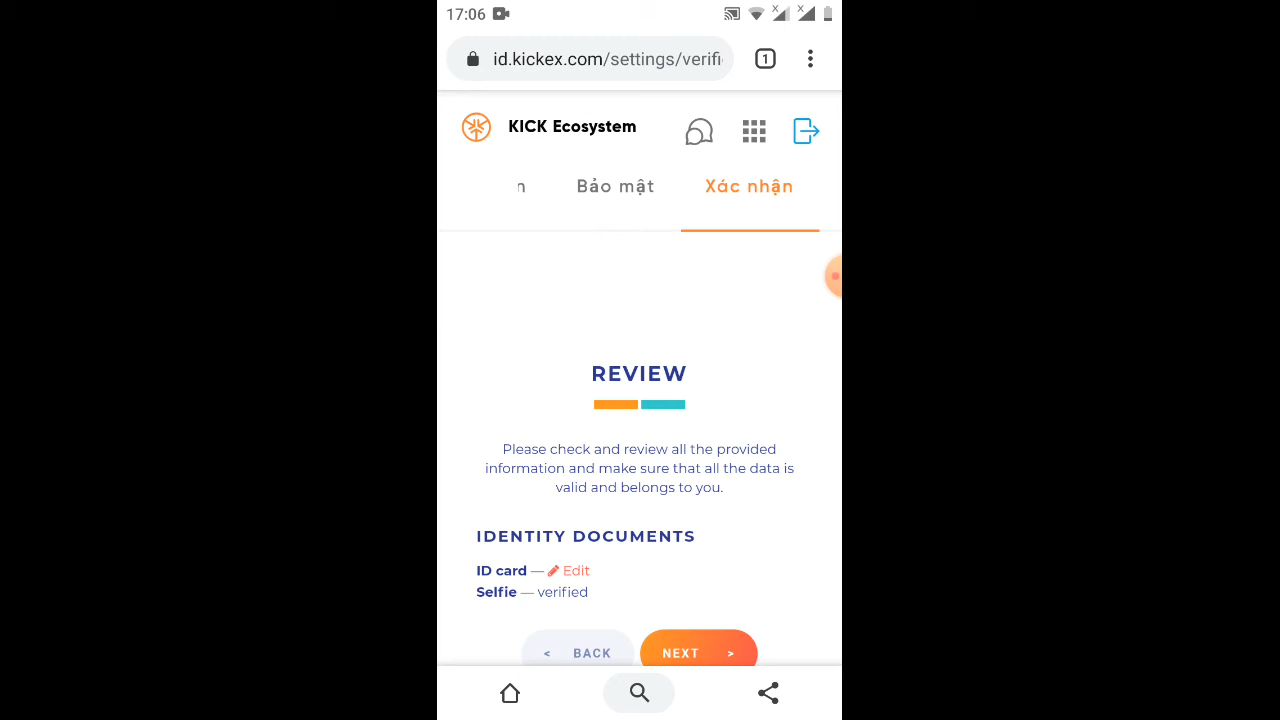 17:06
id.kickex.com/settings/verifi
1
KICK Ecosystem
n Bảo mật Xác nhận
REVIEW
Please check and review all the provided
information and make sure that all the data is
valid and belongs to you.
IDENTITY DOCUMENTS
ID card — Edit
Selfie — verified
< BACK NEXT >